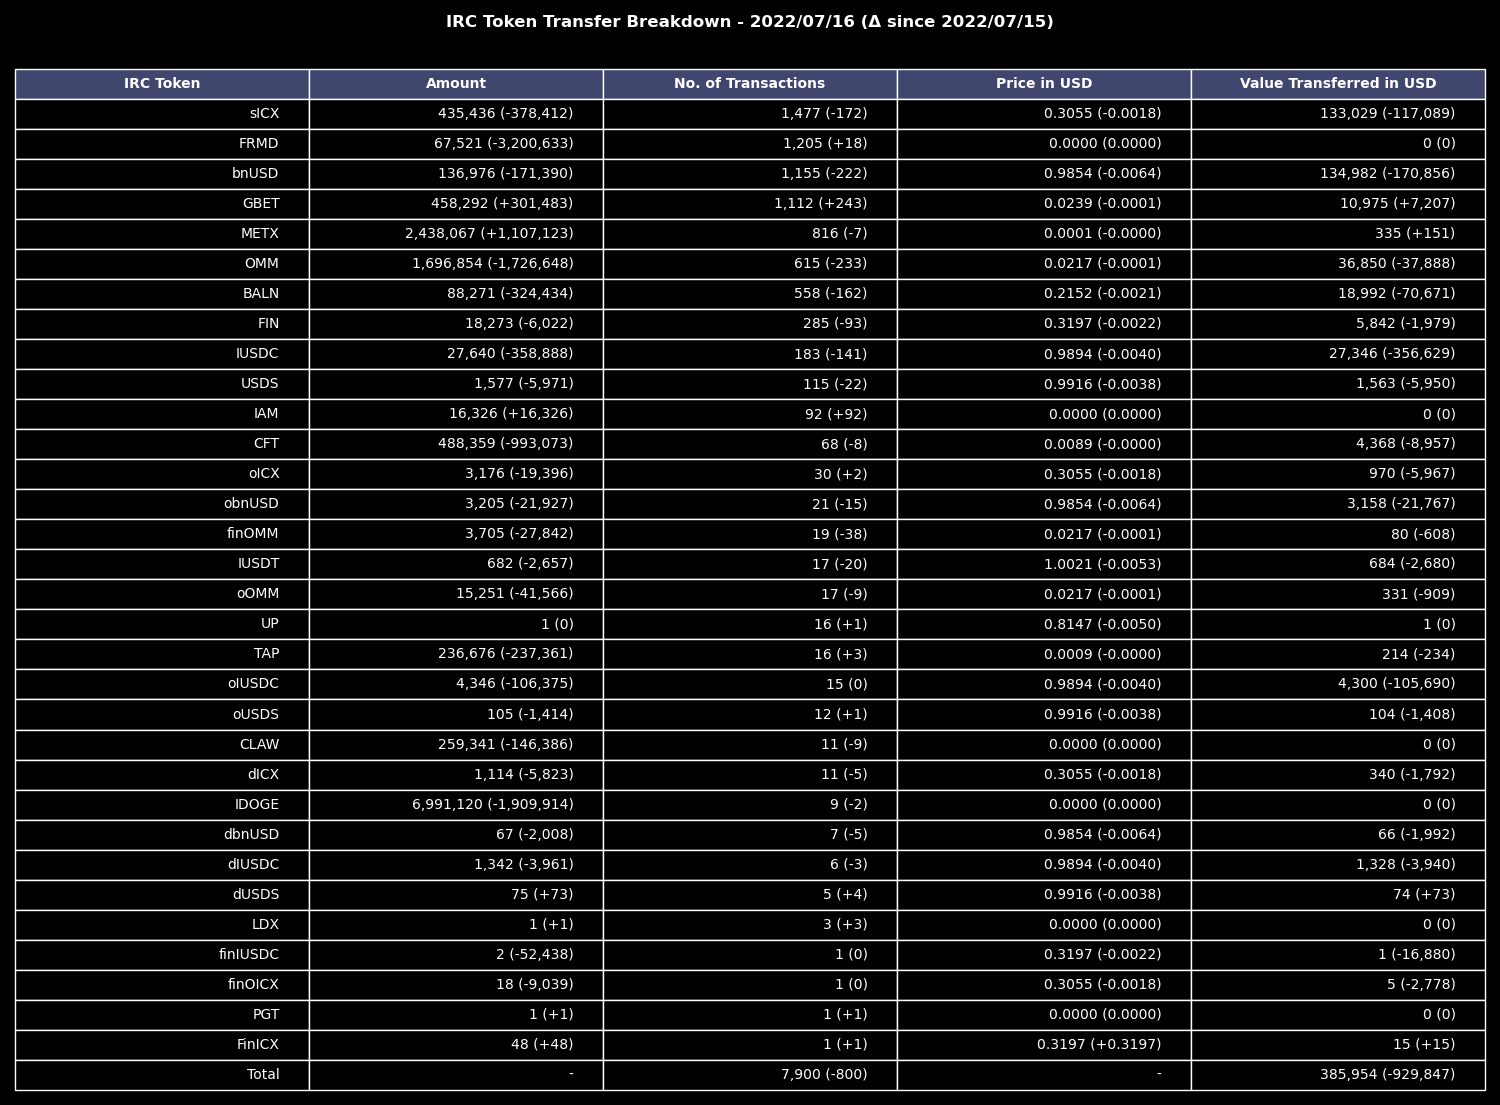 IRC Token Transfer Breakdown - 2022/07/16 (Δ since 2022/07/15)
IRC Token Amount No. of Transactions Price in USD Value Transferred in USD
sICX 435,436 (-378,412) 1,477 (-172) 0.3055 (-0.0018) 133,029 (-117,089)
FRMD 67,521 (-3,200,633) 1,205 (+18) 0.0000 (0.0000) 0 (0)
bnUSD 136,976 (-171,390) 1,155 (-222) 0.9854 (-0.0064) 134,982 (-170,856)
GBET 458,292 (+301,483) 1,112 (+243) 0.0239 (-0.0001) 10,975 (+7,207)
METX 2,438,067 (+1,107,123) 816 (-7) 0.0001 (-0.0000) 335 (+151)
OMM 1,696,854 (-1,726,648) 615 (-233) 0.0217 (-0.0001) 36,850 (-37,888)
BALN 88,271 (-324,434) 558 (-162) 0.2152 (-0.0021) 18,992 (-70,671)
FIN 18,273 (-6,022) 285 (-93) 0.3197 (-0.0022) 5,842 (-1,979)
IUSDC 27,640 (-358,888) 183 (-141) 0.9894 (-0.0040) 27,346 (-356,629)
USDS 1,577 (-5,971) 115 (-22) 0.9916 (-0.0038) 1,563 (-5,950)
IAM 16,326 (+16,326) 92 (+92) 0.0000 (0.0000) 0 (0)
CFT 488,359 (-993,073) 68 (-8) 0.0089 (-0.0000) 4,368 (-8,957)
oICX 3,176 (-19,396) 30 (+2) 0.3055 (-0.0018) 970 (-5,967)
obnUSD 3,205 (-21,927) 21 (-15) 0.9854 (-0.0064) 3,158 (-21,767)
finOMM 3,705 (-27,842) 19 (-38) 0.0217 (-0.0001) 80 (-608)
IUSDT 682 (-2,657) 17 (-20) 1.0021 (-0.0053) 684 (-2,680)
oOMM 15,251 (-41,566) 17 (-9) 0.0217 (-0.0001) 331 (-909)
UP 1 (0) 16 (+1) 0.8147 (-0.0050) 1 (0)
TAP 236,676 (-237,361) 16 (+3) 0.0009 (-0.0000) 214 (-234)
oIUSDC 4,346 (-106,375) 15 (0) 0.9894 (-0.0040) 4,300 (-105,690)
oUSDS 105 (-1,414) 12 (+1) 0.9916 (-0.0038) 104 (-1,408)
CLAW 259,341 (-146,386) 11 (-9) 0.0000 (0.0000) 0 (0)
dICX 1,114 (-5,823) 11 (-5) 0.3055 (-0.0018) 340 (-1,792)
IDOGE 6,991,120 (-1,909,914) 9 (-2) 0.0000 (0.0000) 0 (0)
dbnUSD 67 (-2,008) 7 (-5) 0.9854 (-0.0064) 66 (-1,992)
dIUSDC 1,342 (-3,961) 6 (-3) 0.9894 (-0.0040) 1,328 (-3,940)
dUSDS 75 (+73) 5 (+4) 0.9916 (-0.0038) 74 (+73)
LDX 1 (+1) 3 (+3) 0.0000 (0.0000) 0 (0)
finIUSDC 2 (-52,438) 1 (0) 0.3197 (-0.0022) 1 (-16,880)
finOICX 18 (-9,039) 1 (0) 0.3055 (-0.0018) 5 (-2,778)
PGT 1 (+1) 1 (+1) 0.0000 (0.0000) 0 (0)
FinICX 48 (+48) 1 (+1) 0.3197 (+0.3197) 15 (+15)
Total - 7,900 (-800) - 385,954 (-929,847)